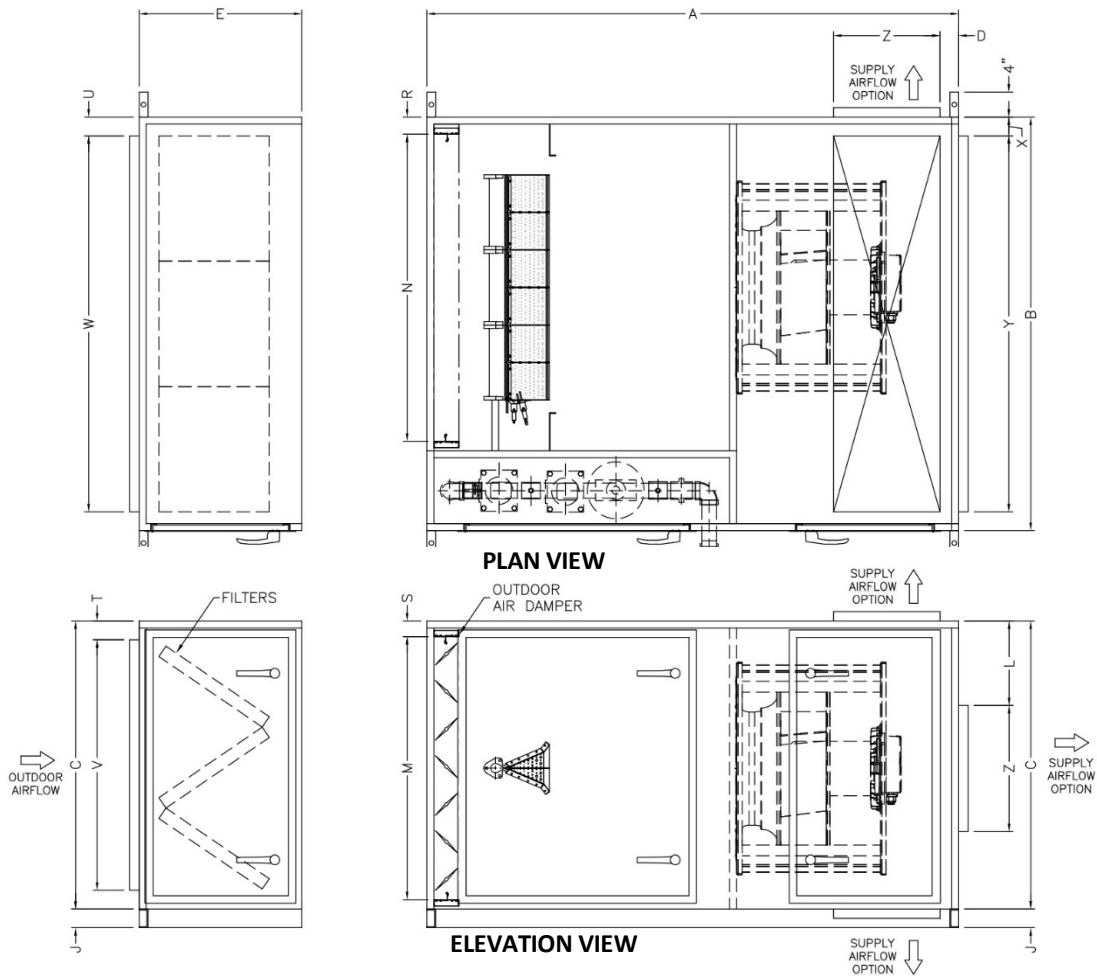 E
A
Z
D
SUPPLY
AIRFLOW
OPTION
4"
U
R
X
W
N
Y
B
PLAN VIEW
SUPPLY
AIRFLOW
OPTION
T
FILTERS
S
OUTDOOR
AIR DAMPER
L
OUTDOOR
AIRFLOW
C
V
M
Z
C
SUPPLY
AIRFLOW
OPTION
J
ELEVATION VIEW
J
SUPPLY
AIRFLOW
OPTION